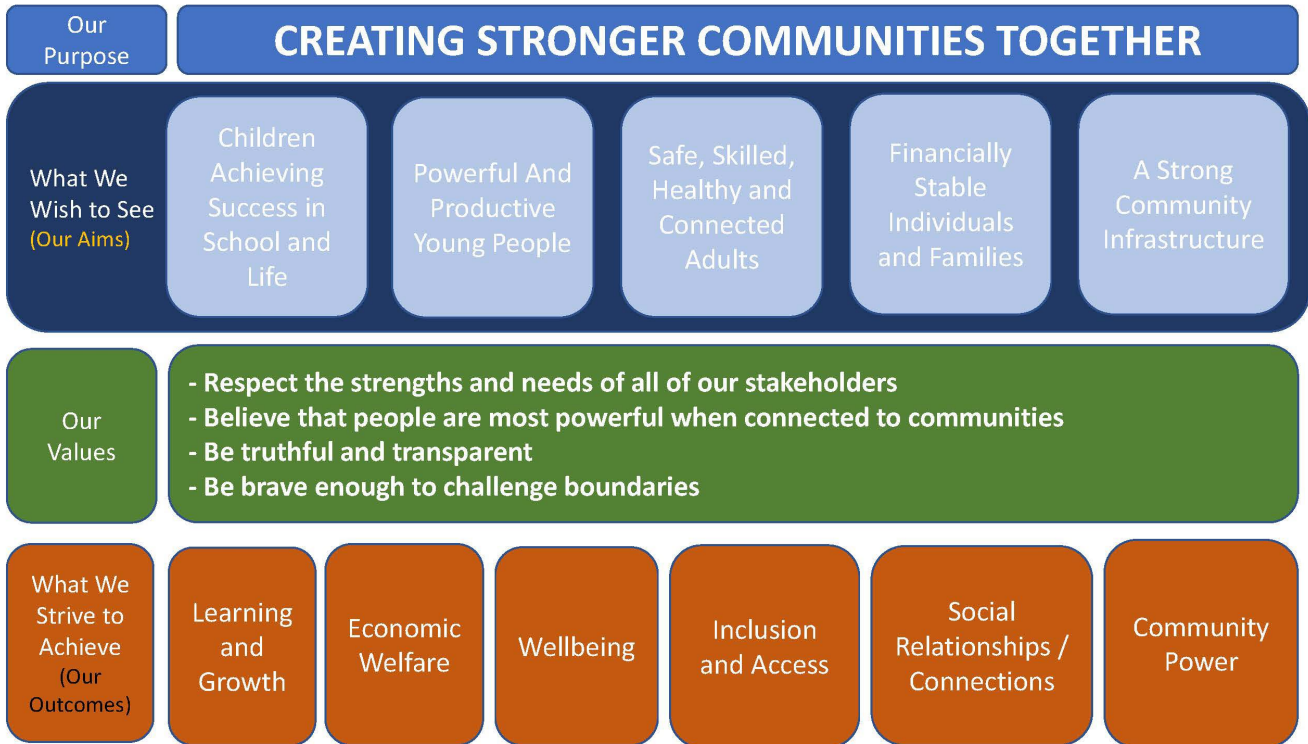 Our
Purpose
CREATING STRONGER COMMUNITIES TOGETHER
What We
Wish to See
(Our Aims)
Children
Achieving
Success in
School and
Life
Powerful And
Productive
Young People
Safe, Skilled,
Healthy and
Connected
Adults
Financially
Stable
Individuals
and Families
A Strong
Community
Infrastructure
Our
Values
- Respect the strengths and needs of all of our stakeholders
- Believe that people are most powerful when connected to communities
- Be truthful and transparent
- Be brave enough to challenge boundaries
What We
Strive to
Achieve
(Our
Outcomes)
Learning
and
Growth
Economic
Welfare
Wellbeing
Inclusion
and Access
Social
Relationships /
Connections
Community
Power